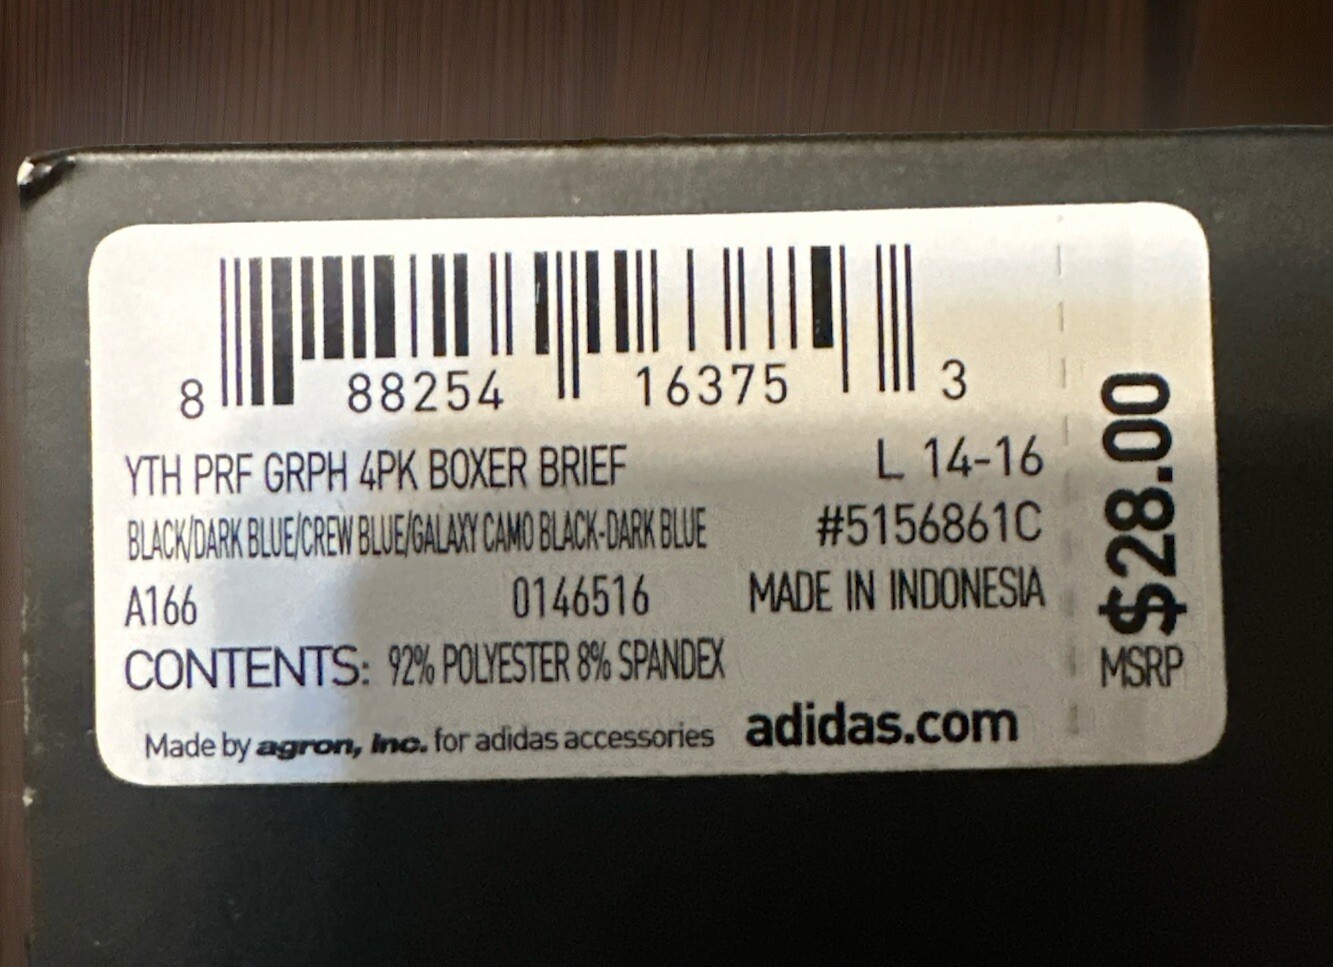 8 88254 16375 3
YTH PRF GRPH 4PK BOXER BRIEF L 14-16
BLACK/DARK BLUE/CREW BLUE/GALAXY CAMO BLACK-DARK BLUE #5156861C
A166 0146516 MADE IN INDONESIA
CONTENTS: 92% POLYESTER 8% SPANDEX
Made by agron, inc. for adidas accessories adidas.com
MSRP $28.00